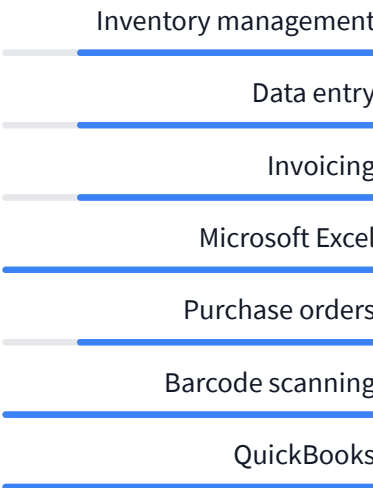 Inventory management
Data entry
Invoicing
Microsoft Excel
Purchase orders
Barcode scanning
QuickBooks